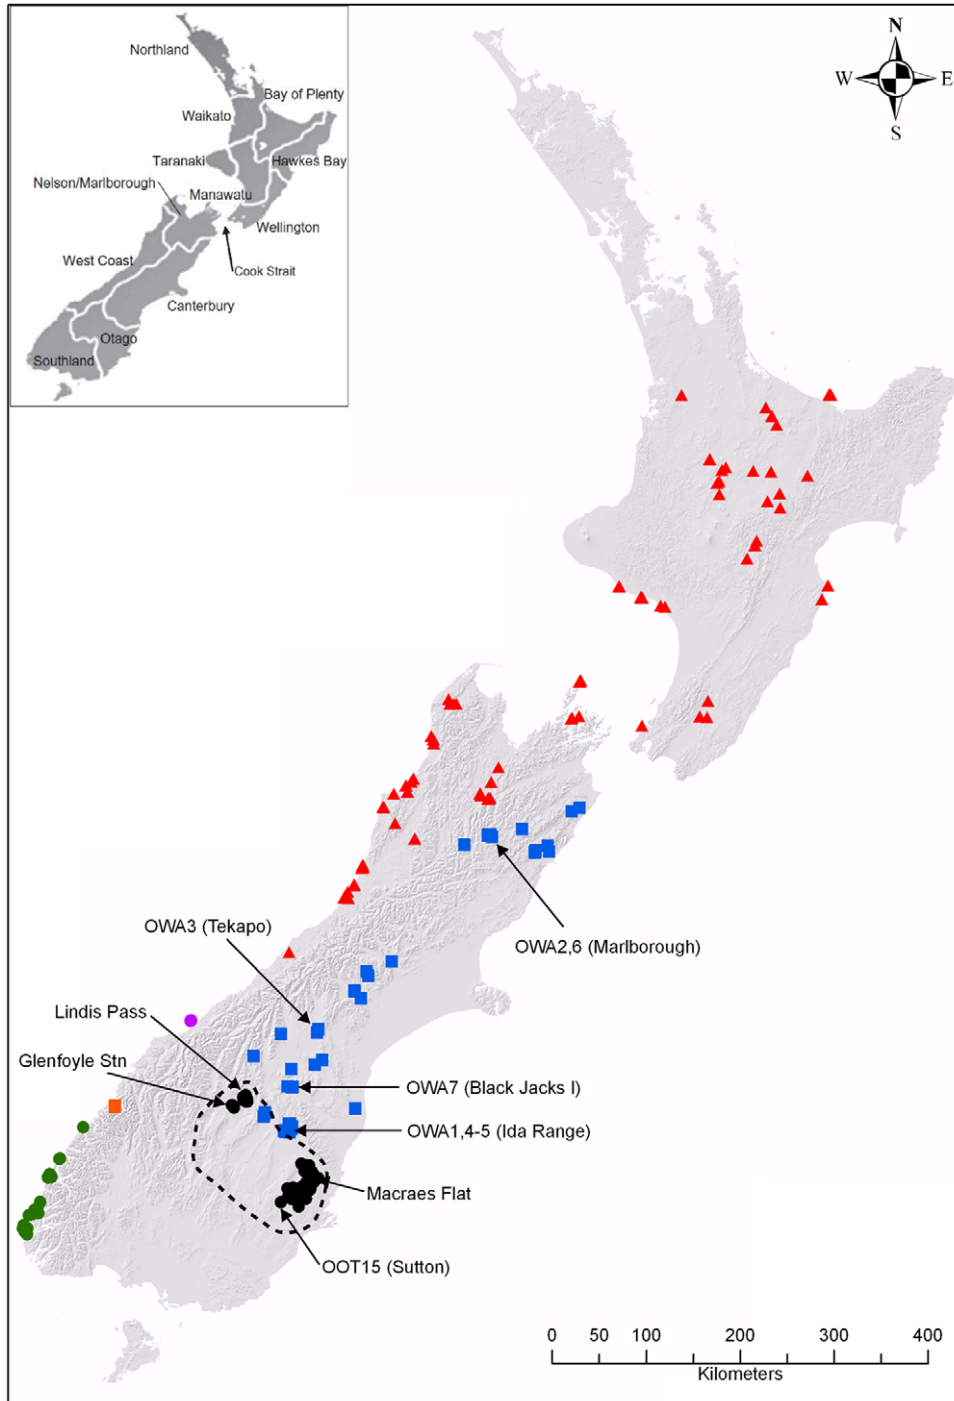 Northland
Bay of Plenty
Waikato
Taranaki
Hawkes Bay
Nelson/Marlborough
Manawatu
Wellington
West Coast
Cook Strait
Canterbury
Otago
Southland
N
W
E
S
OWA3 (Tekapo)
OWA2,6 (Marlborough)
Lindis Pass
Glenfoyle Stn
OWA7 (Black Jacks I)
OWA1,4-5 (Ida Range)
Macraes Flat
OOT15 (Sutton)
0 50 100 200 300 400
Kilometers